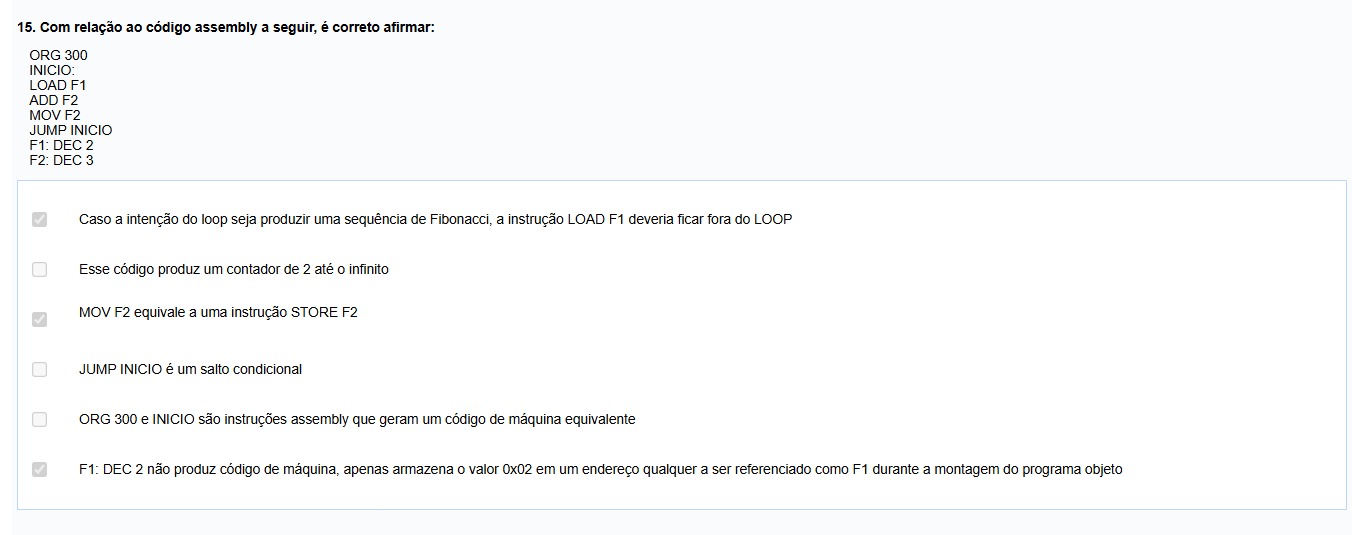 15. Com relação ao código assembly a seguir, é correto afirmar:
ORG 300
INICIO:
LOAD F1
ADD F2
MOV F2
JUMP INICIO
F1: DEC 2
F2: DEC 3
Caso a intenção do loop seja produzir uma sequência de Fibonacci, a instrução LOAD F1 deveria ficar fora do LOOP
Esse código produz um contador de 2 até o infinito
MOV F2 equivale a uma instrução STORE F2
JUMP INICIO é um salto condicional
ORG 300 e INICIO são instruções assembly que geram um código de máquina equivalente
F1: DEC 2 não produz código de máquina, apenas armazena o valor 0x02 em um endereço qualquer a ser referenciado como F1 durante a montagem do programa objeto